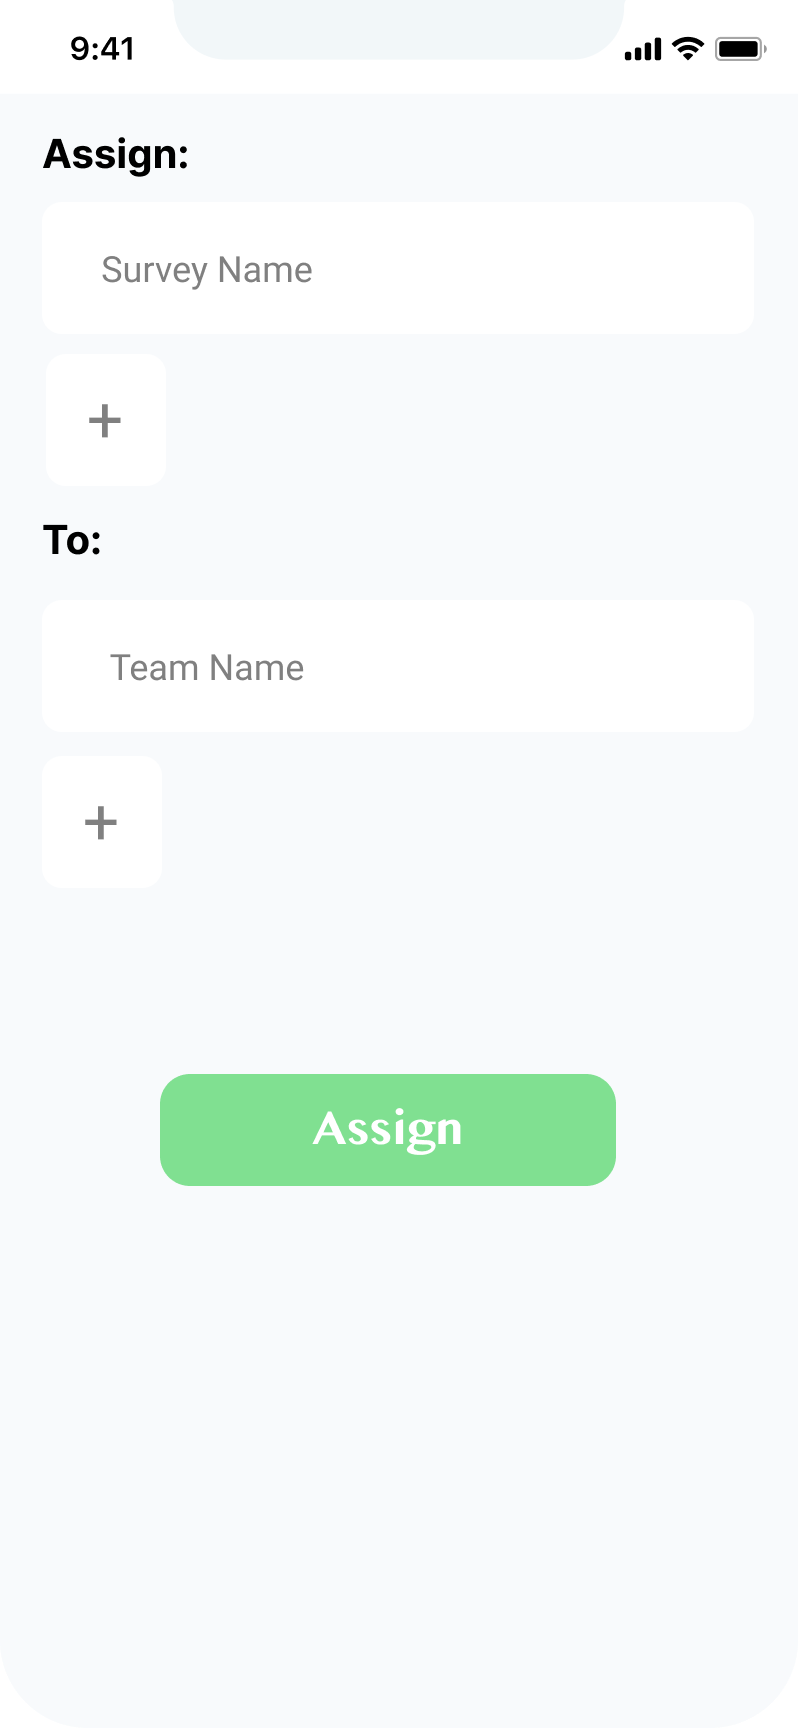 9:41
Assign:
Survey Name
+
To:
Team Name
+
Assign